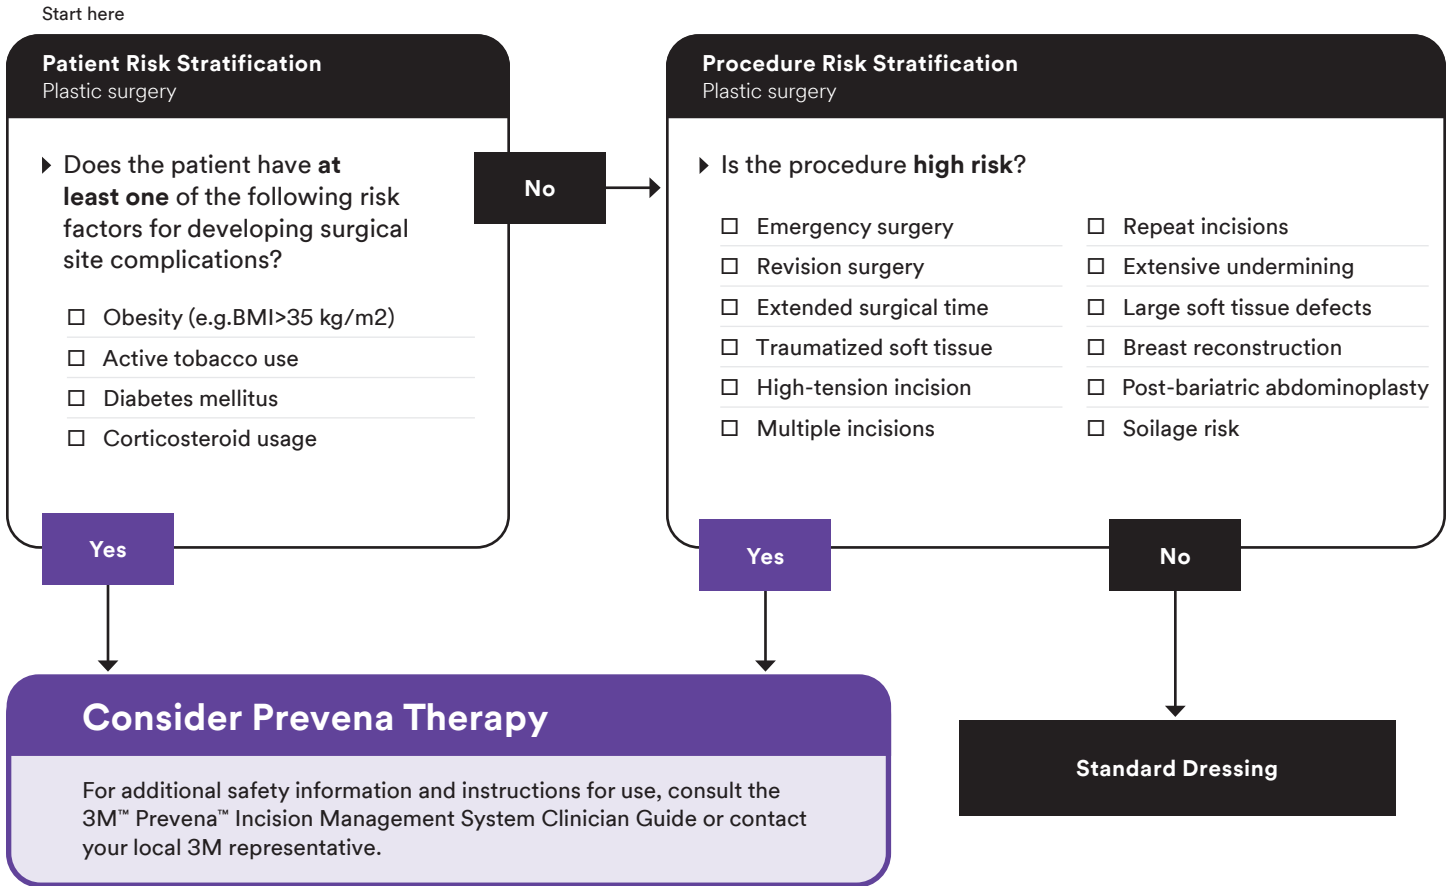 Start here
Patient Risk Stratification
Plastic surgery
Does the patient have at
least one of the following risk
factors for developing surgical
site complications?
Obesity (e.g.BMI>35 kg/m2)
Active tobacco use
Diabetes mellitus
Corticosteroid usage
Yes
No
Procedure Risk Stratification
Plastic surgery
Is the procedure high risk?
Emergency surgery
Revision surgery
Extended surgical time
Traumatized soft tissue
High-tension incision
Multiple incisions
Repeat incisions
Extensive undermining
Large soft tissue defects
Breast reconstruction
Post-bariatric abdominoplasty
Soilage risk
Yes
No
Consider Prevena Therapy
For additional safety information and instructions for use, consult the
3M™ Prevena™ Incision Management System Clinician Guide or contact
your local 3M representative.
Standard Dressing